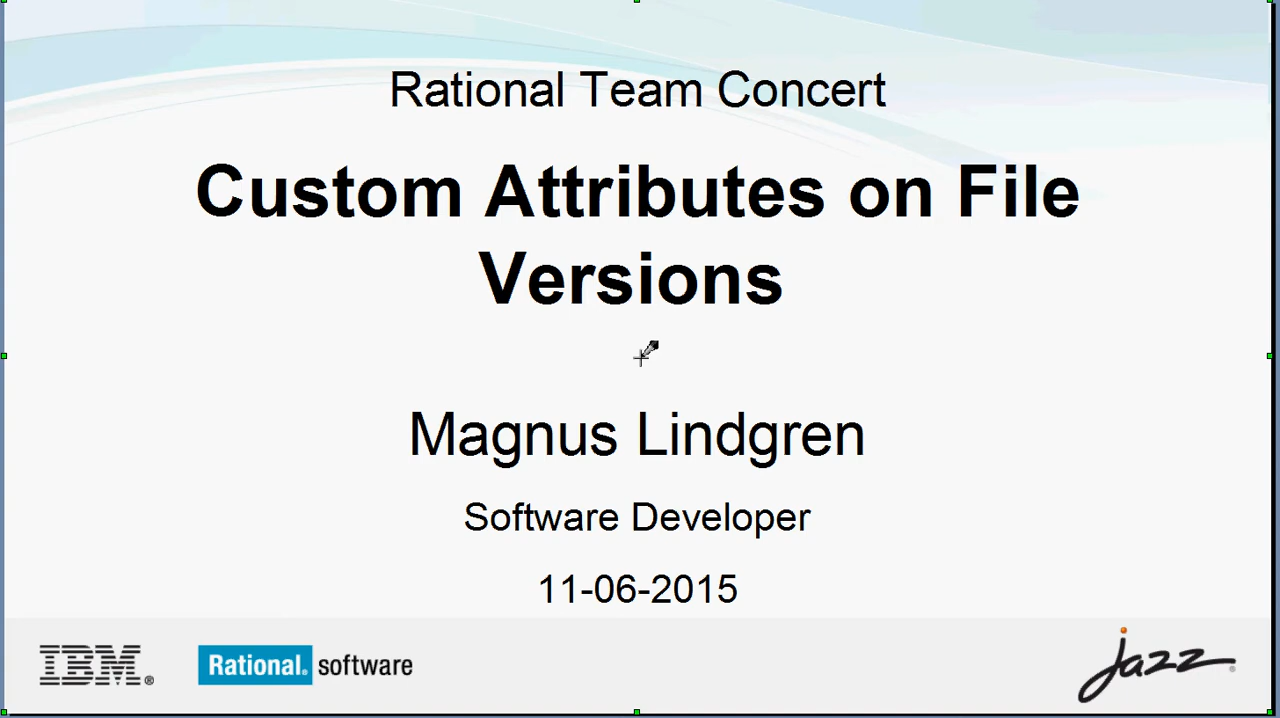 Rational Team Concert
Custom Attributes on File
Versions
Magnus Lindgren
Software Developer
11-06-2015
IBM® Rational® software jazz®